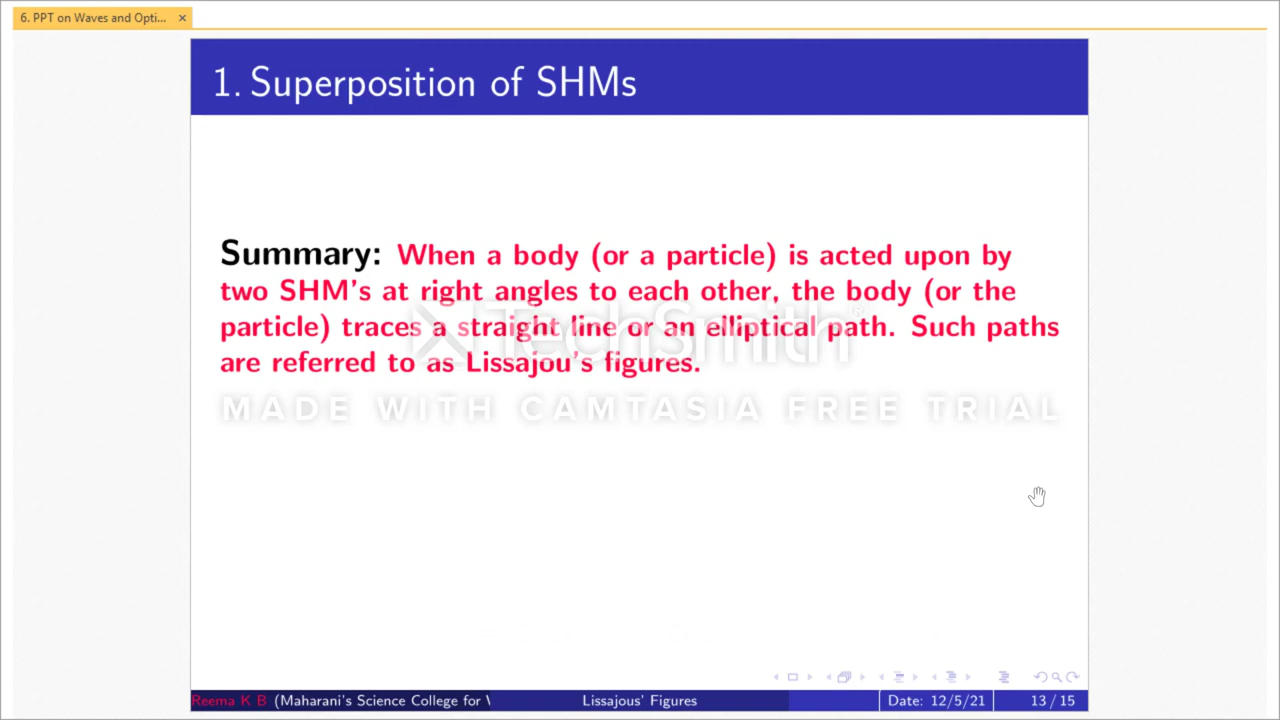 6. PPT on Waves and Opti...
1. Superposition of SHMs
Summary: When a body (or a particle) is acted upon by
two SHM's at right angles to each other, the body (or the
particle) traces a straight line or an elliptical path. Such paths
are referred to as Lissajou's figures.
TechSmith
MADE WITH CAMTASIA FREE TRIAL
Reema K B (Maharani's Science College for W
Lissajous' Figures
Date: 12/5/21
13 / 15